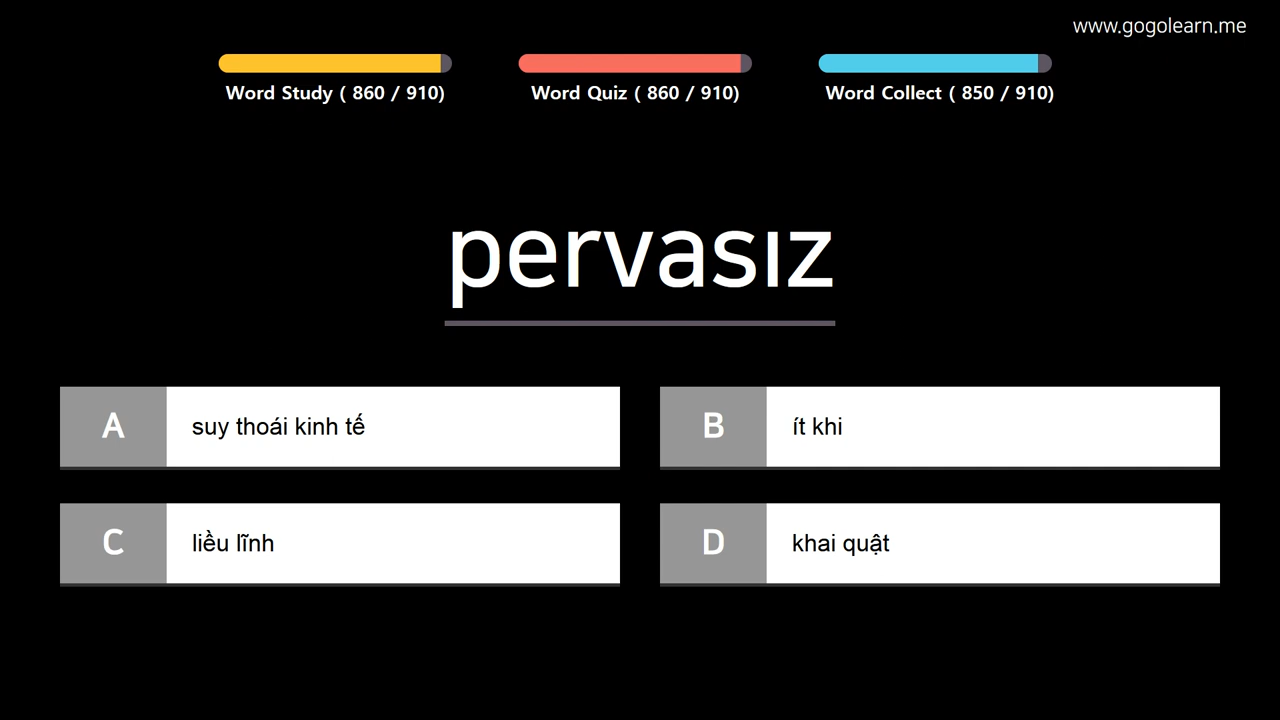 www.gogolearn.me
Word Study ( 860 / 910)
Word Quiz ( 860 / 910)
Word Collect ( 850 / 910)
pervasız
A
suy thoái kinh tế
B
ít khi
C
liều lĩnh
D
khai quật